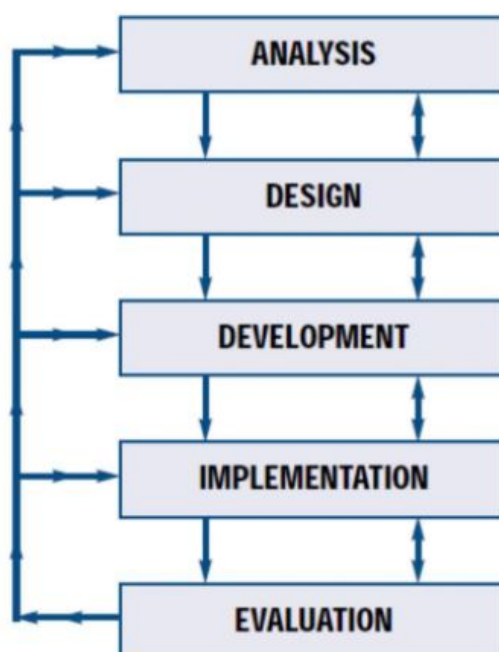 ANALYSIS
DESIGN
DEVELOPMENT
IMPLEMENTATION
EVALUATION